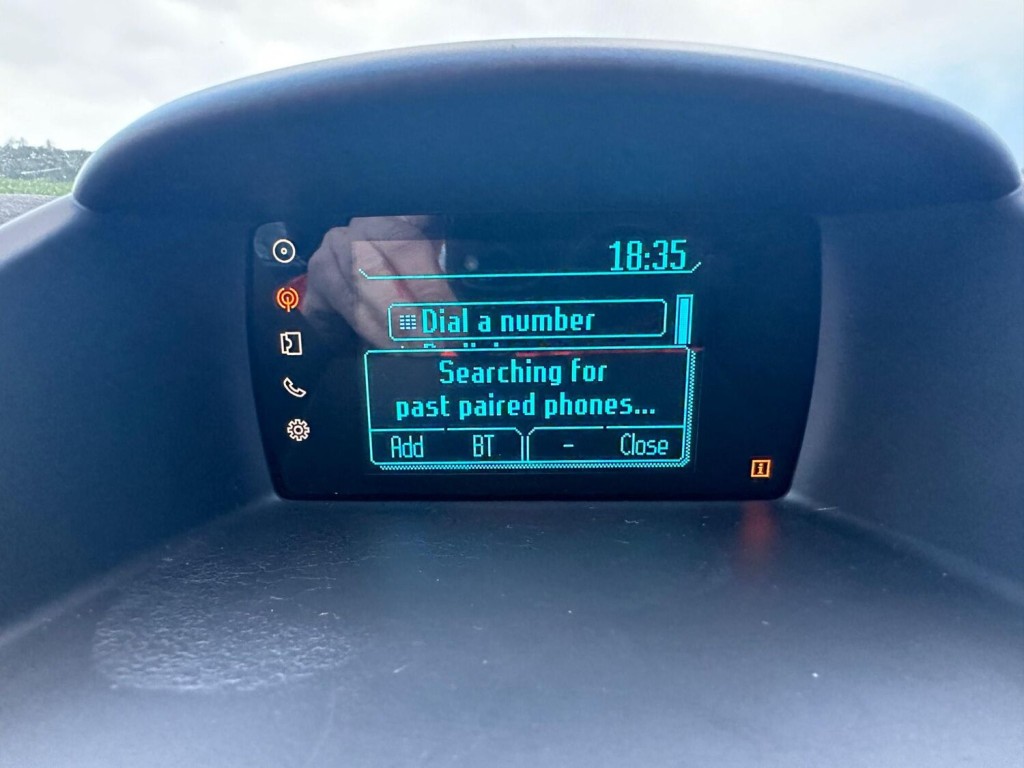 18:35
Dial a number
Searching for
past paired phones...
Add BT - Close
i